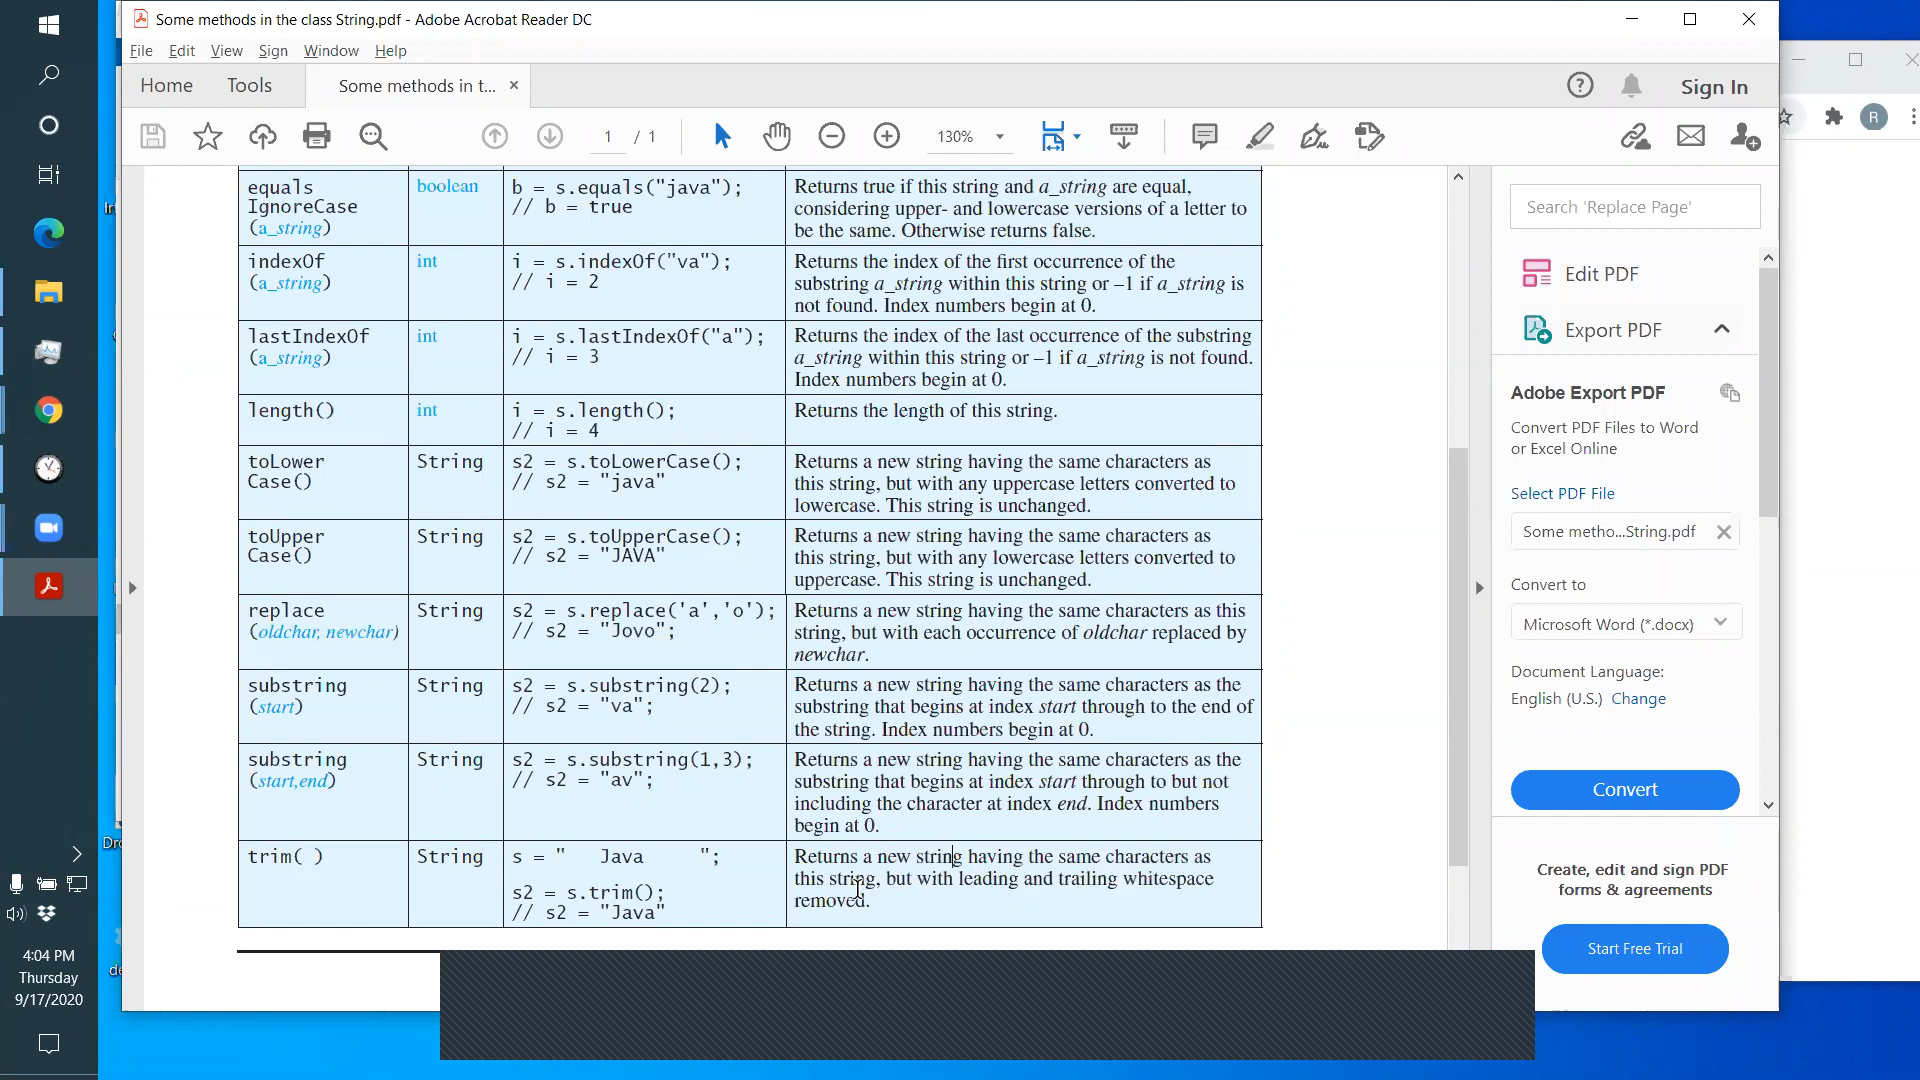 Some methods in the class String.pdf - Adobe Acrobat Reader DC
File Edit View Sign Window Help
Home Tools Some methods in t... × Sign In
1 / 1 130%
equals boolean b = s.equals("java"); Returns true if this string and a_string are equal,
IgnoreCase // b = true considering upper- and lowercase versions of a letter to
(a_string) be the same. Otherwise returns false.
indexOf int i = s.indexOf("va"); Returns the index of the first occurrence of the
(a_string) // i = 2 substring a_string within this string or –1 if a_string is
not found. Index numbers begin at 0.
lastIndexOf int i = s.lastIndexOf("a"); Returns the index of the last occurrence of the substring
(a_string) // i = 3 a_string within this string or –1 if a_string is not found.
Index numbers begin at 0.
length() int i = s.length(); Returns the length of this string.
// i = 4
toLower String s2 = s.toLowerCase(); Returns a new string having the same characters as
Case() // s2 = "java" this string, but with any uppercase letters converted to
lowercase. This string is unchanged.
toUpper String s2 = s.toUpperCase(); Returns a new string having the same characters as
Case() // s2 = "JAVA" this string, but with any lowercase letters converted to
uppercase. This string is unchanged.
replace String s2 = s.replace('a','o'); Returns a new string having the same characters as this
(oldchar, newchar) // s2 = "Jovo"; string, but with each occurrence of oldchar replaced by
newchar.
substring String s2 = s.substring(2); Returns a new string having the same characters as the
(start) // s2 = "va"; substring that begins at index start through to the end of
the string. Index numbers begin at 0.
substring String s2 = s.substring(1,3); Returns a new string having the same characters as the
(start,end) // s2 = "av"; substring that begins at index start through to but not
including the character at index end. Index numbers
begin at 0.
trim( ) String s = "   Java     "; Returns a new string having the same characters as
s2 = s.trim(); this string, but with leading and trailing whitespace
// s2 = "Java" removed.
Search 'Replace Page'
Edit PDF
Export PDF
Adobe Export PDF
Convert PDF Files to Word
or Excel Online
Select PDF File
Some metho...String.pdf
Convert to
Microsoft Word (*.docx)
Document Language:
English (U.S.) Change
Convert
Create, edit and sign PDF
forms & agreements
Start Free Trial
R
Dro
de
4:04 PM
Thursday
9/17/2020